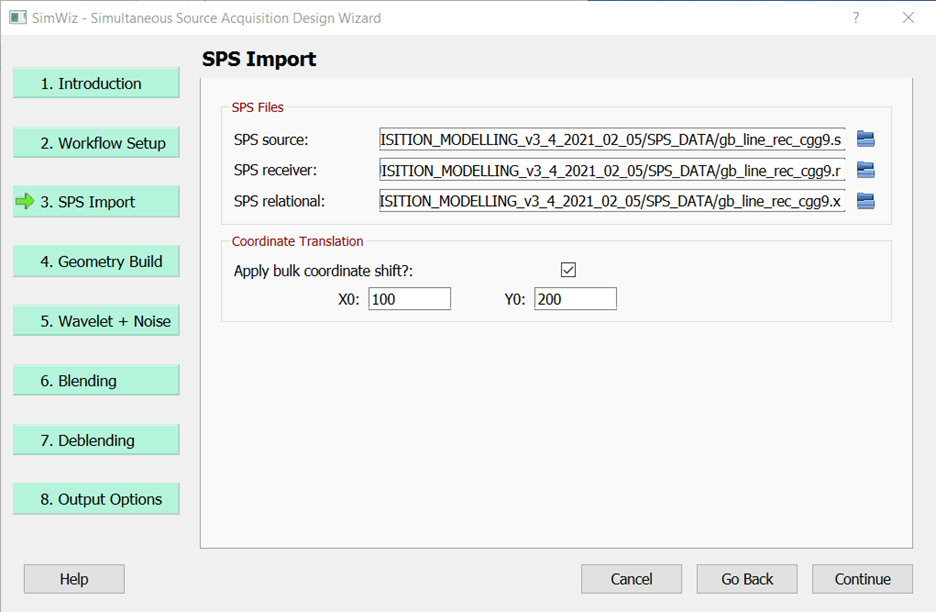 SimWiz - Simultaneous Source Acquisition Design Wizard ?
SPS Import
1. Introduction
2. Workflow Setup
3. SPS Import
4. Geometry Build
5. Wavelet + Noise
6. Blending
7. Deblending
8. Output Options
SPS Files
SPS source: ISITION_MODELLING_v3_4_2021_02_05/SPS_DATA/gb_line_rec_cgg9.s
SPS receiver: ISITION_MODELLING_v3_4_2021_02_05/SPS_DATA/gb_line_rec_cgg9.r
SPS relational: ISITION_MODELLING_v3_4_2021_02_05/SPS_DATA/gb_line_rec_cgg9.x
Coordinate Translation
Apply bulk coordinate shift?:
X0: 100 Y0: 200
Help Cancel Go Back Continue